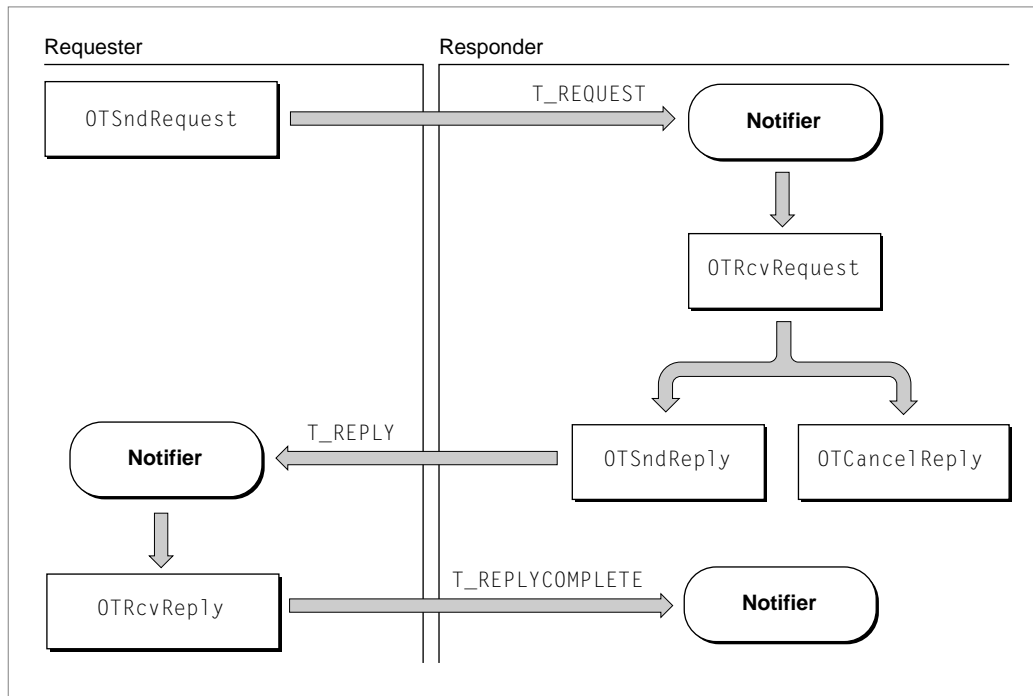 Requester
Responder
OTSndRequest
T_REQUEST
Notifier
OTRcvRequest
T_REPLY
Notifier
OTSndReply
OTCancelReply
OTRcvReply
T_REPLYCOMPLETE
Notifier